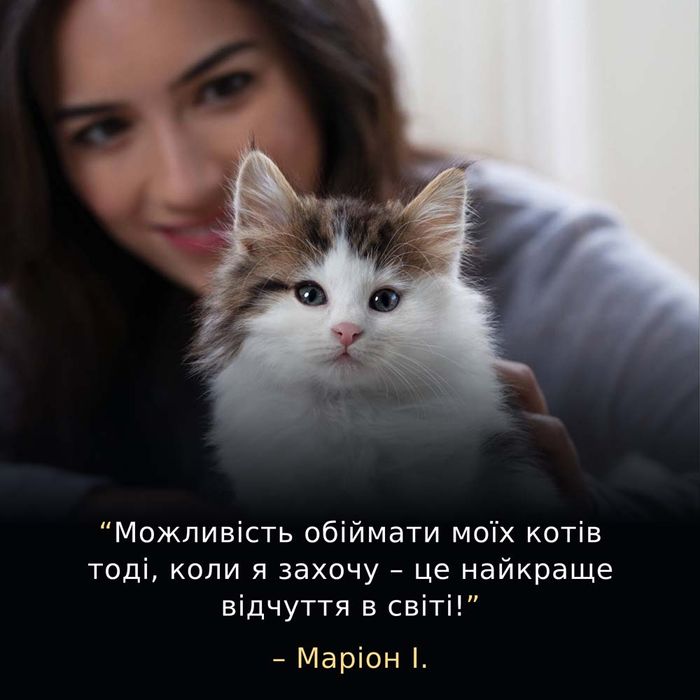 “Можливість обіймати моїх котів
тоді, коли я захочу – це найкраще
відчуття в світі!”
– Маріон І.